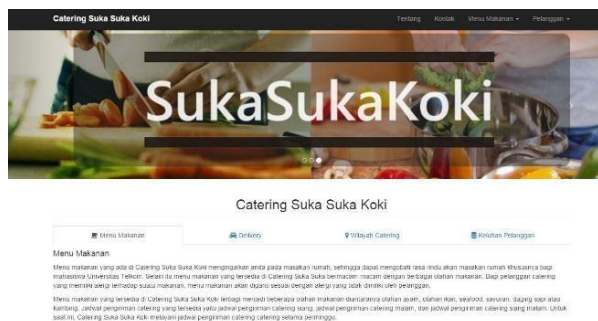 Catering Suka Suka Koki
Tentang Kontak Menu Makanan Pelanggan
SukaSukaKoki
Catering Suka Suka Koki
Menu Makanan Delivery Wilayah Catering Keluhan Pelanggan
Menu Makanan
Menu makanan yang ada di Catering Suka Suka Koki mengingatkan anda pada masakan rumah, sehingga dapat mengobati rasa rindu akan masakan rumah khususnya bagi
mahasiswa Universitas Telkom. Selain itu menu makanan yang tersedia di Catering Suka Suka bermacam macam dengan berbagai olahan makanan. Bagi pelanggan catering
yang memiliki alergi terhadap suatu makanan, menu makanan akan diganti sesuai dengan alergi yang tidak dimiliki oleh pelanggan.
Menu makanan yang tersedia di Catering Suka Suka Koki terbagi menjadi beberapa olahan makanan diantaranya olahan ayam, olahan ikan, seafood, sayuran, daging sapi atau
kambing. Jadwal pengiriman catering yang tersedia yaitu jadwal pengiriman catering siang, jadwal pengiriman catering malam, dan jadwal pengiriman catering siang malam. Untuk
saat ini, Catering Suka Suka Koki melayani jadwal pengiriman catering catering selama perminggu.